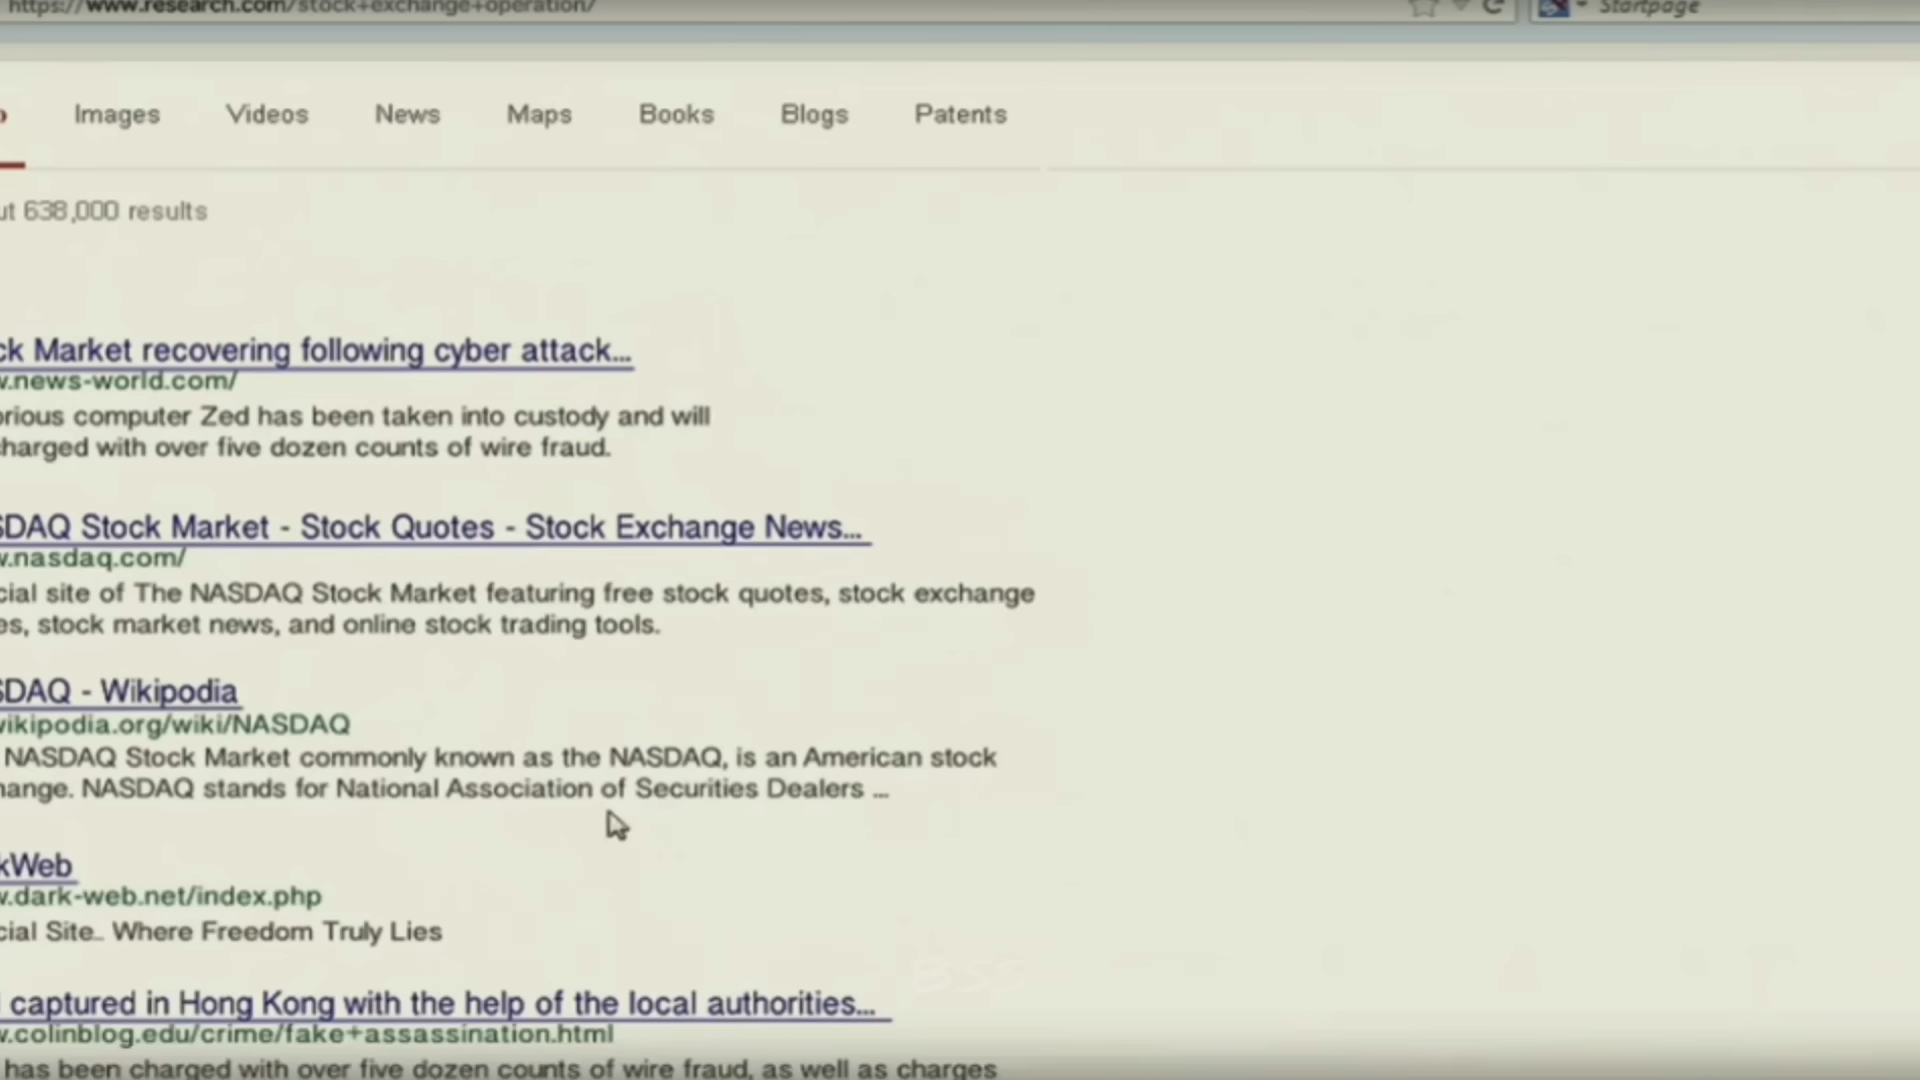 https://www.research.com/stock+exchange+operation/
Startpage
Images Videos News Maps Books Blogs Patents
638,000 results
Market recovering following cyber attack...
.news-world.com/
computer Zed has been taken into custody and will
harged with over five dozen counts of wire fraud.
SDAQ Stock Market - Stock Quotes - Stock Exchange News...
.nasdaq.com/
cial site of The NASDAQ Stock Market featuring free stock quotes, stock exchange
es, stock market news, and online stock trading tools.
SDAQ - Wikipodia
wikipodia.org/wiki/NASDAQ
NASDAQ Stock Market commonly known as the NASDAQ, is an American stock
hange. NASDAQ stands for National Association of Securities Dealers ...
kWeb
.dark-web.net/index.php
cial Site.. Where Freedom Truly Lies
BSS
captured in Hong Kong with the help of the local authorities...
.colinblog.edu/crime/fake+assassination.html
has been charged with over five dozen counts of wire fraud, as well as charges